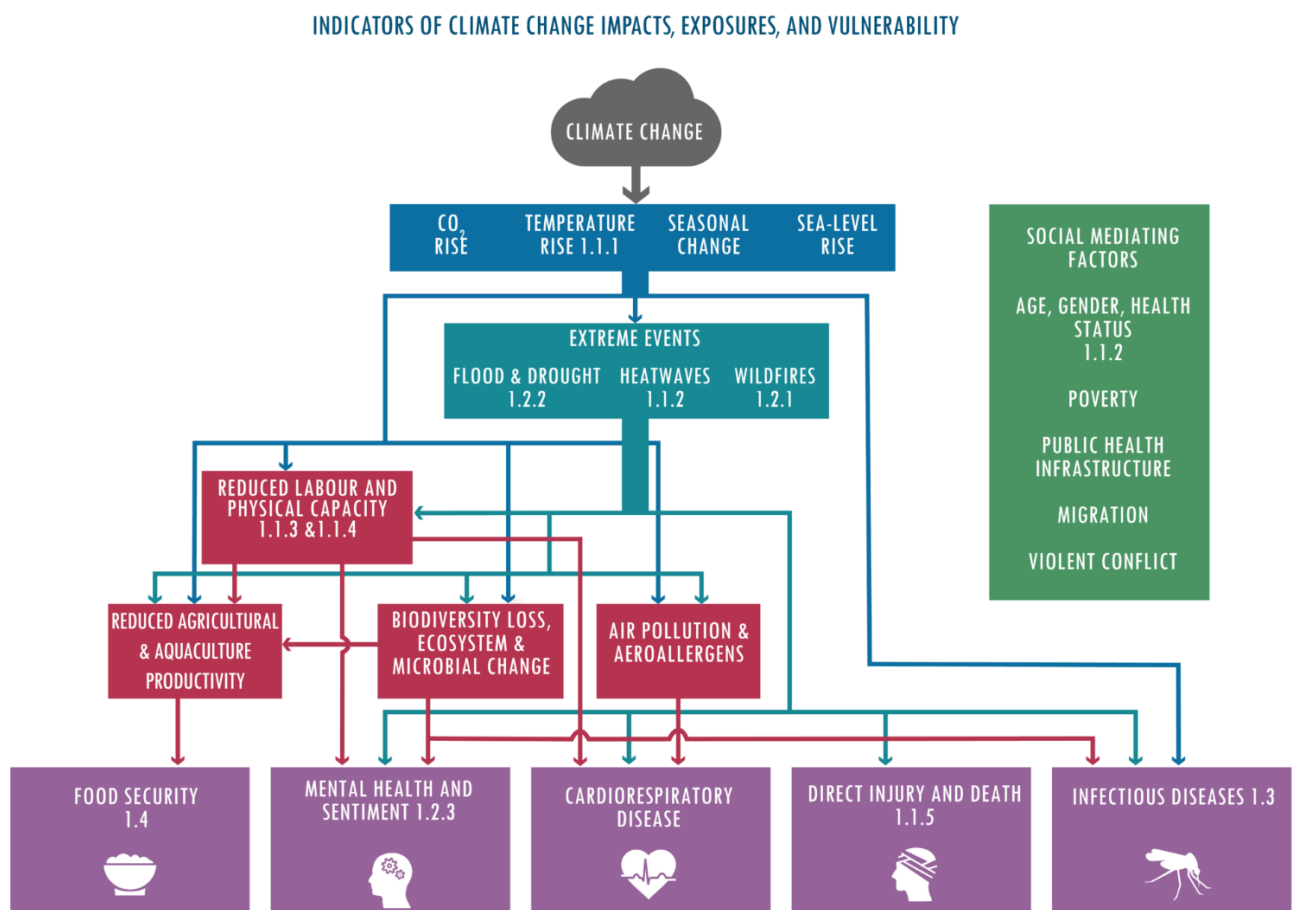 INDICATORS OF CLIMATE CHANGE IMPACTS, EXPOSURES, AND VULNERABILITY
CLIMATE CHANGE
CO₂
RISE
TEMPERATURE
RISE 1.1.1
SEASONAL
CHANGE
SEA-LEVEL
RISE
SOCIAL MEDIATING
FACTORS
AGE, GENDER, HEALTH
STATUS
1.1.2
POVERTY
PUBLIC HEALTH
INFRASTRUCTURE
MIGRATION
VIOLENT CONFLICT
EXTREME EVENTS
FLOOD & DROUGHT
1.2.2
HEATWAVES
1.1.2
WILDFIRES
1.2.1
REDUCED LABOUR AND
PHYSICAL CAPACITY
1.1.3 &1.1.4
REDUCED AGRICULTURAL
& AQUACULTURE
PRODUCTIVITY
BIODIVERSITY LOSS,
ECOSYSTEM &
MICROBIAL CHANGE
AIR POLLUTION &
AEROALLERGENS
FOOD SECURITY
1.4
MENTAL HEALTH AND
SENTIMENT 1.2.3
CARDIORESPIRATORY
DISEASE
DIRECT INJURY AND DEATH
1.1.5
INFECTIOUS DISEASES 1.3